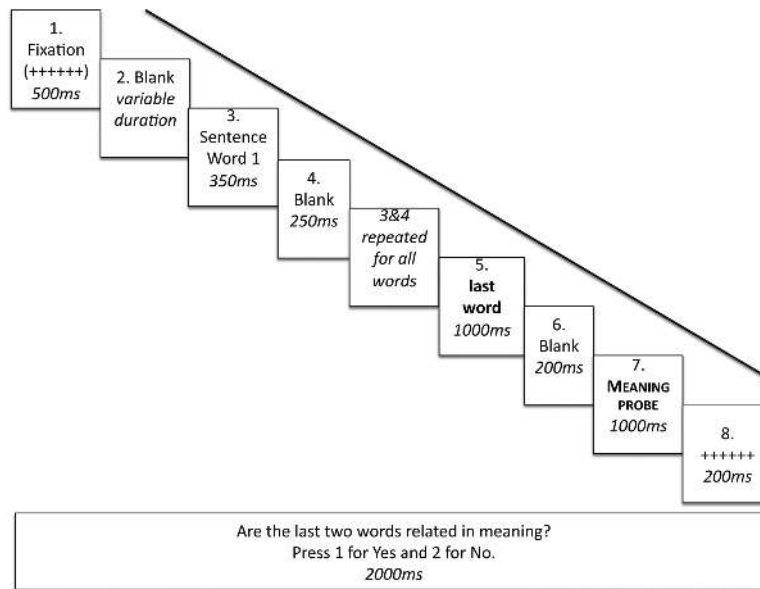 1.
Fixation
(++++++)
500ms
2. Blank
variable
duration
3.
Sentence
Word 1
350ms
4.
Blank
250ms
3&4
repeated
for all
words
5.
last
word
1000ms
6.
Blank
200ms
7.
MEANING
PROBE
1000ms
8.
++++++
200ms
Are the last two words related in meaning?
Press 1 for Yes and 2 for No.
2000ms